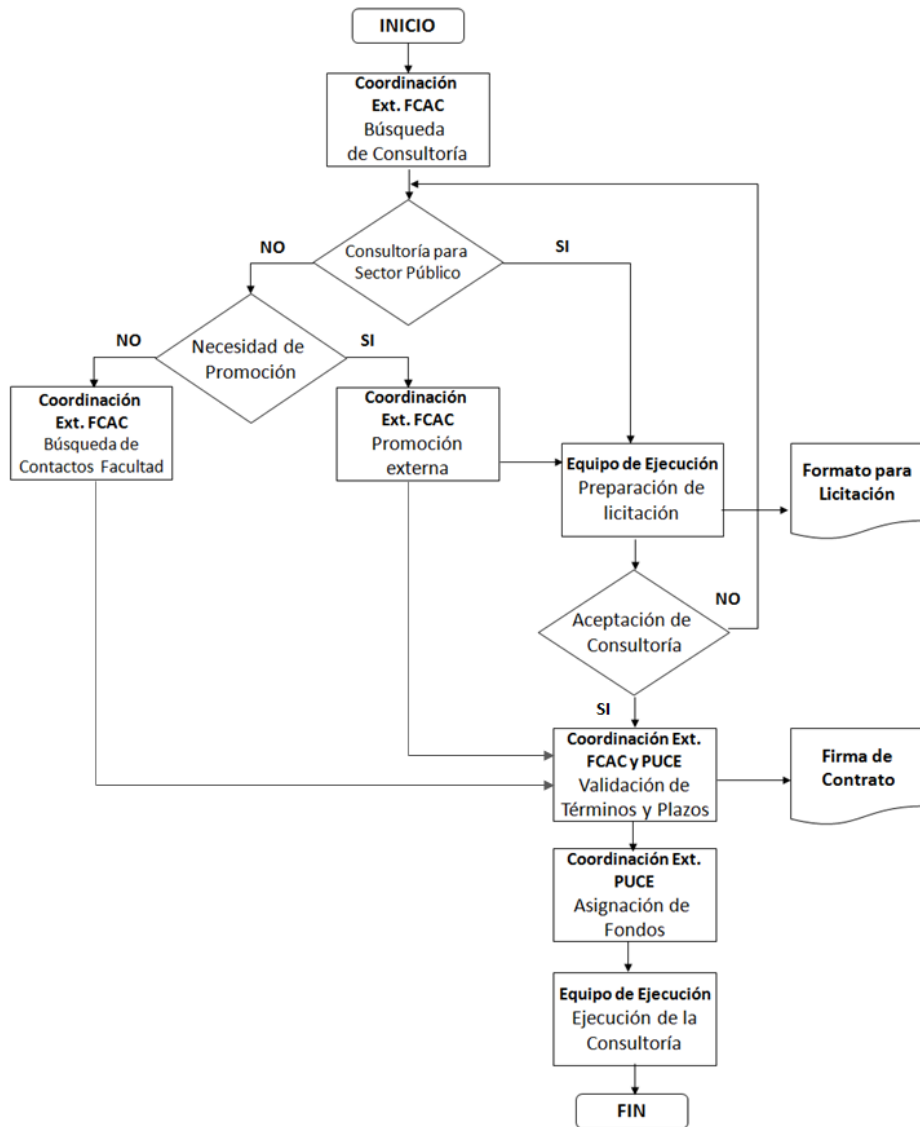 INICIO
Coordinación
Ext. FCAC
Búsqueda
de Consultoría
NO
Consultoría para
Sector Público
SI
NO
Necesidad de
Promoción
SI
Coordinación
Ext. FCAC
Búsqueda de
Contactos Facultad
Coordinación
Ext. FCAC
Promoción
externa
Equipo de Ejecución
Preparación de
licitación
Formato para
Licitación
Aceptación de
Consultoría
NO
SI
Coordinación Ext.
FCAC y PUCE
Validación de
Términos y Plazos
Firma de
Contrato
Coordinación Ext.
PUCE
Asignación de
Fondos
Equipo de Ejecución
Ejecución de la
Consultoría
FIN